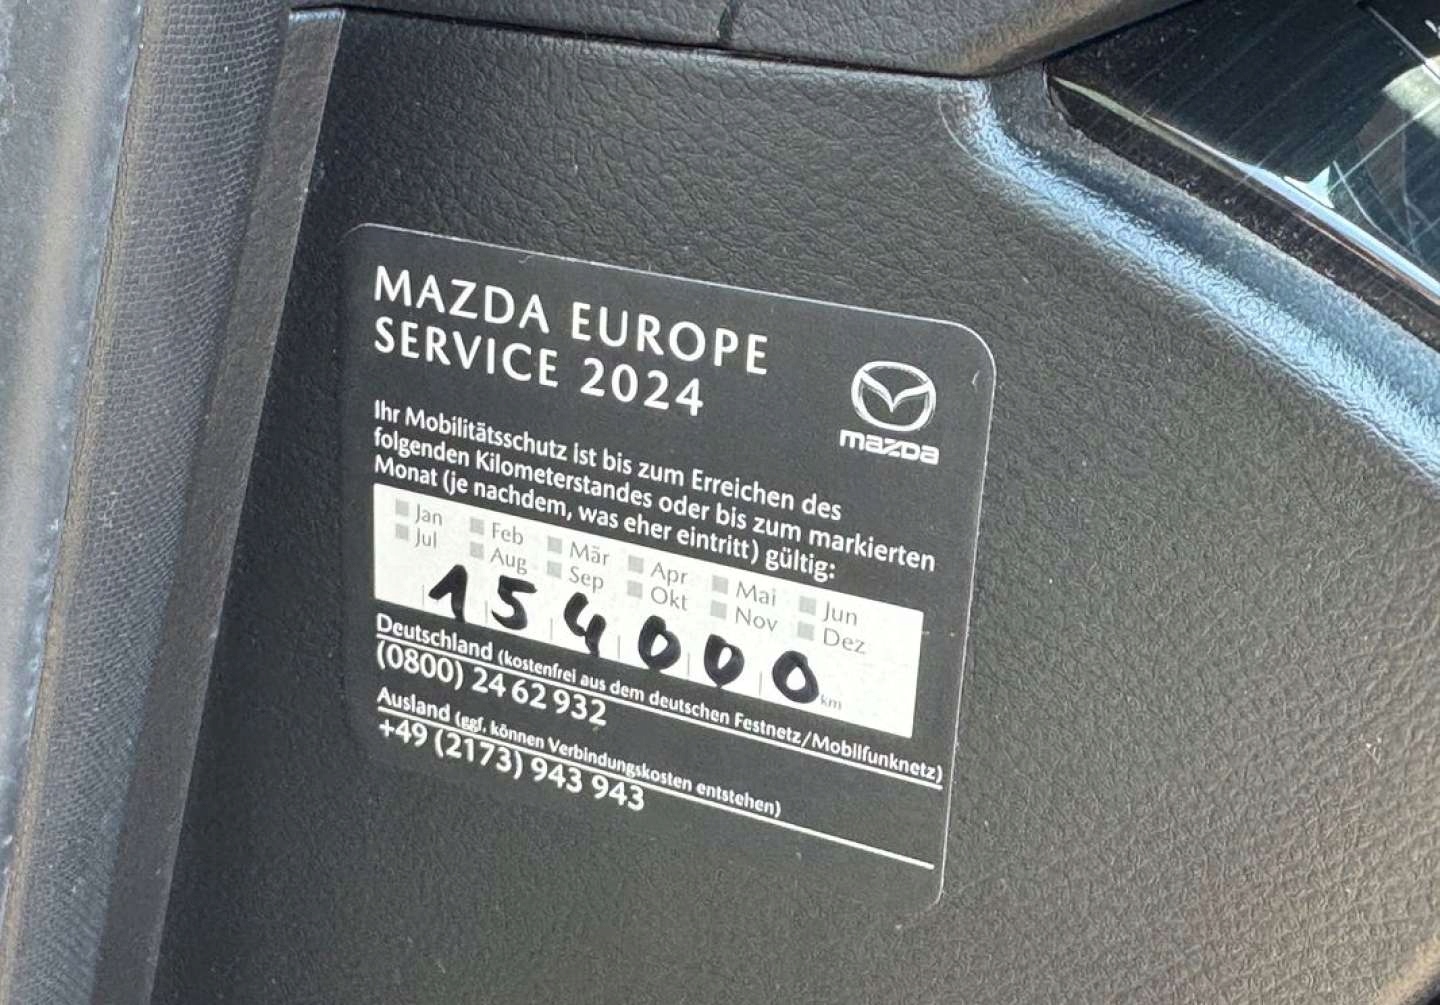 MAZDA EUROPE
SERVICE 2024
mazda
Ihr Mobilitätsschutz ist bis zum Erreichen des
folgenden Kilometerstandes oder bis zum markierten
Monat (je nachdem, was eher eintritt) gültig:
Jan Feb Mär Apr Mai Jun
Jul Aug Sep Okt Nov Dez
154000 km
Deutschland (kostenfrei aus dem deutschen Festnetz/Mobilfunknetz)
(0800) 24 62 932
Ausland (ggf. können Verbindungskosten entstehen)
+49 (2173) 943 943